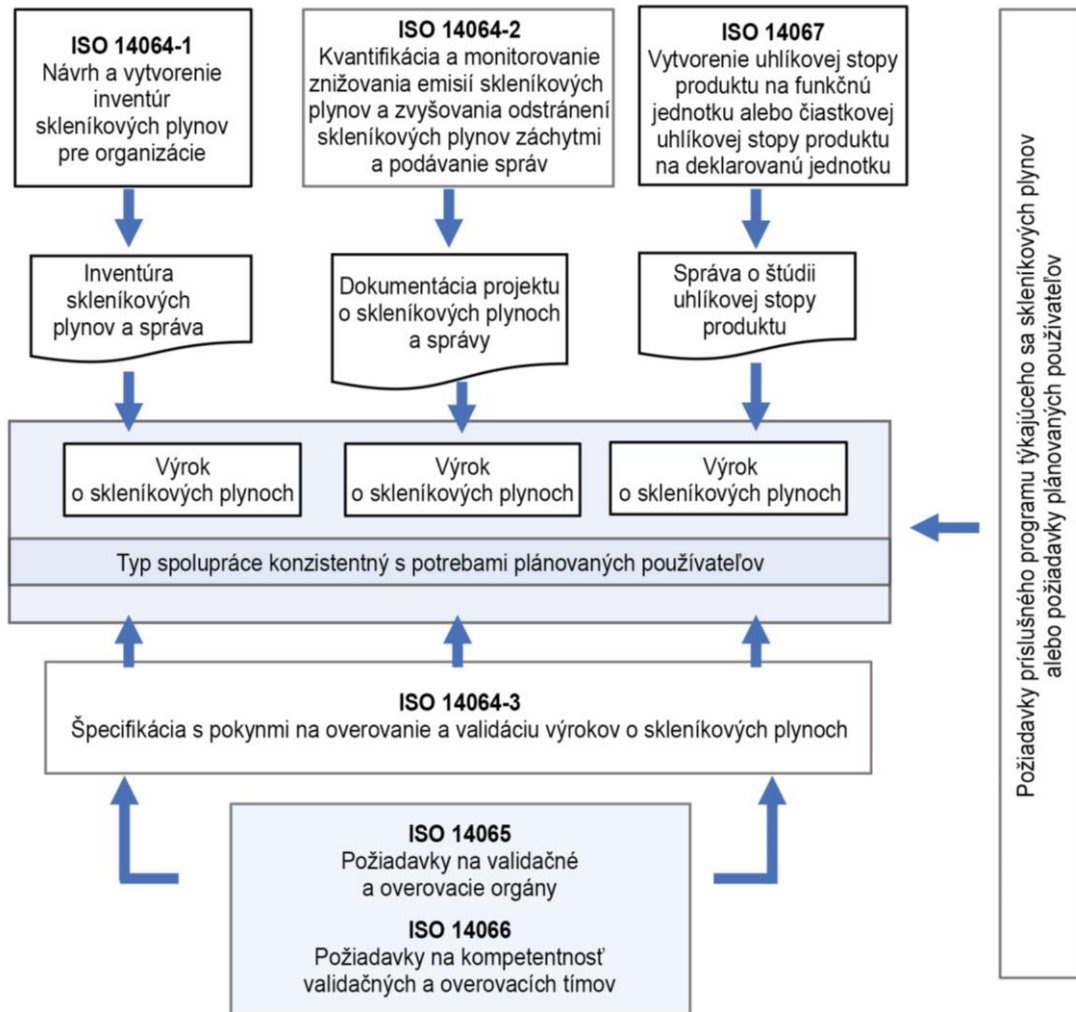 ISO 14064-1
Návrh a vytvorenie
inventúr
skleníkových plynov
pre organizácie
ISO 14064-2
Kvantifikácia a monitorovanie
znižovania emisií skleníkových
plynov a zvyšovania odstránení
skleníkových plynov záchytmi
a podávanie správ
ISO 14067
Vytvorenie uhlíkovej stopy
produktu na funkčnú
jednotku alebo čiastkovej
uhlíkovej stopy produktu
na deklarovanú jednotku
Inventúra
skleníkových
plynov a správa
Dokumentácia projektu
o skleníkových plynoch
a správy
Správa o štúdii
uhlíkovej stopy
produktu
Výrok
o skleníkových plynoch
Výrok
o skleníkových plynoch
Výrok
o skleníkových plynoch
Typ spolupráce konzistentný s potrebami plánovaných používateľov
ISO 14064-3
Špecifikácia s pokynmi na overovanie a validáciu výrokov o skleníkových plynoch
ISO 14065
Požiadavky na validačné
a overovacie orgány
ISO 14066
Požiadavky na kompetentnosť
validačných a overovacích tímov
Požiadavky príslušného programu týkajúceho sa skleníkových plynov
alebo požiadavky plánovaných používateľov